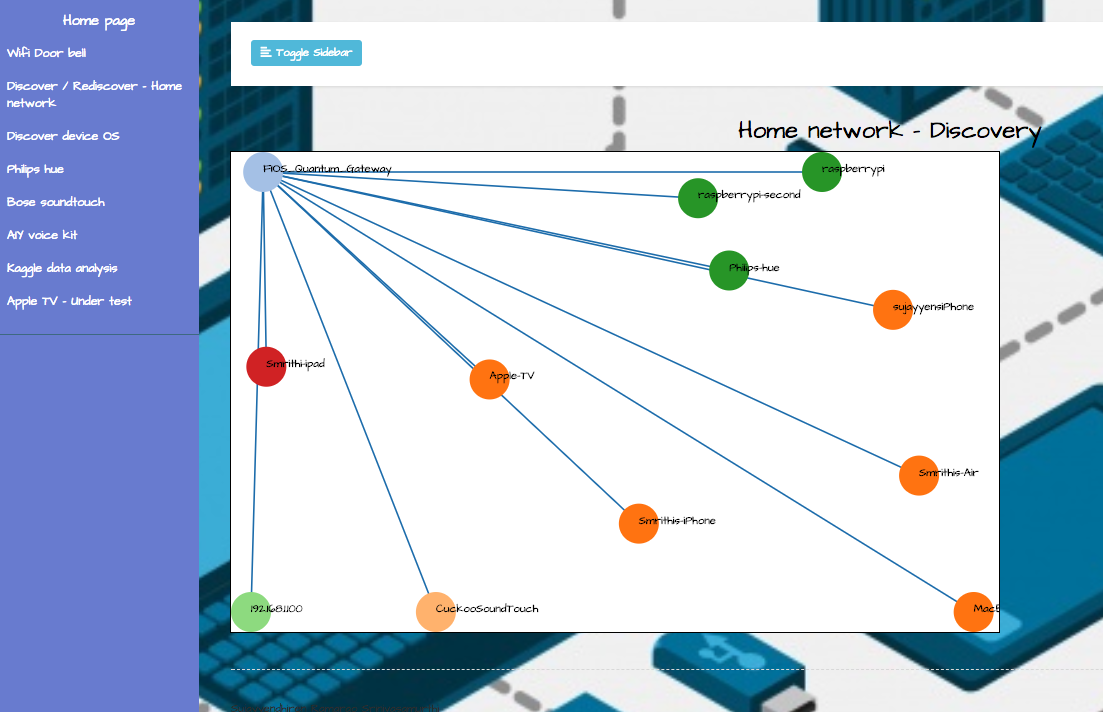 Home page
Wifi Door bell
Discover / Rediscover - Home
network
Discover device OS
Philips hue
Bose soundtouch
AIY voice kit
Kaggle data analysis
Apple TV - Under test
Toggle Sidebar
Home network - Discovery
FiOS_Quantum_Gateway
raspberrypi
raspberrypi-second
Philips-hue
sujayyensiPhone
Smrithi-ipad
Apple-TV
Smrithis-Air
Smrithis-iPhone
192.168.1.100
CuckooSoundTouch